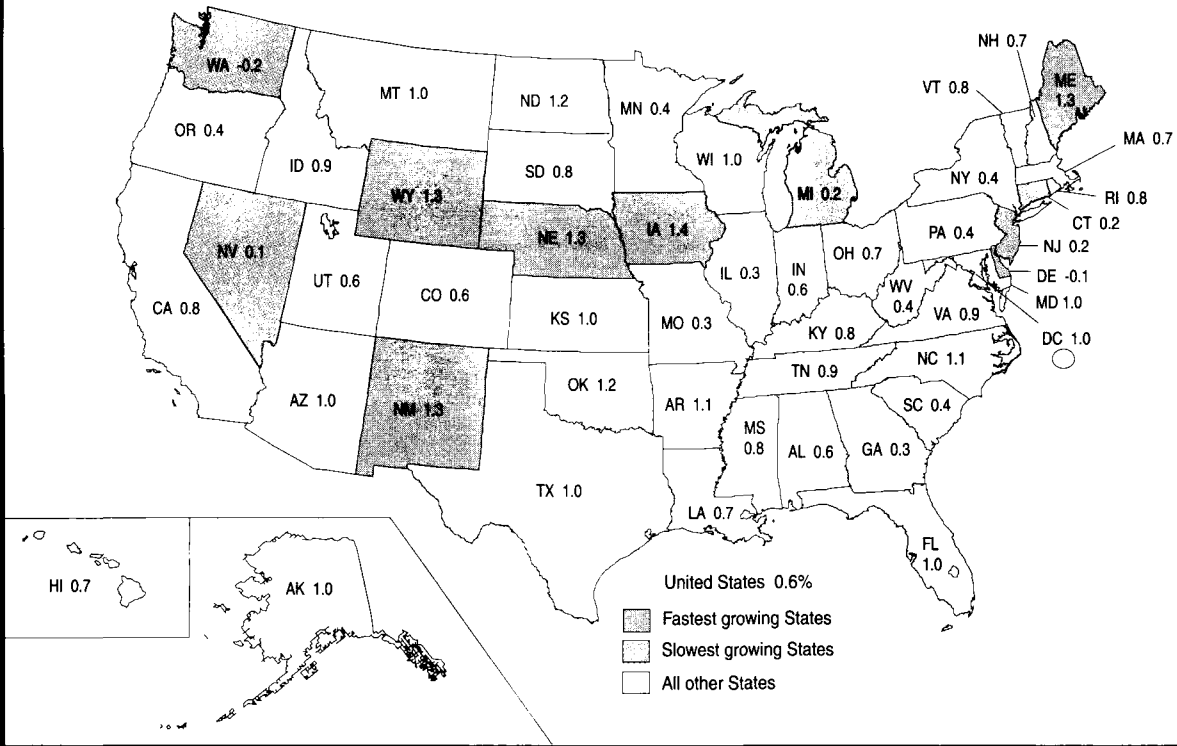 NH 0.7
VT 0.8
ME
1.3
WA -0.2
MT 1.0
ND 1.2
MN 0.4
OR 0.4
ID 0.9
WI 1.0
MA 0.7
SD 0.8
NY 0.4
WY 1.3
MI 0.2
RI 0.8
CT 0.2
NV 0.1
NE 1.3
IA 1.4
PA 0.4
NJ 0.2
OH 0.7
IL 0.3
IN
0.6
DE -0.1
UT 0.6
CO 0.6
WV
0.4
MD 1.0
CA 0.8
KS 1.0
MO 0.3
VA 0.9
KY 0.8
DC 1.0
NC 1.1
TN 0.9
OK 1.2
AZ 1.0
NM 1.3
AR 1.1
SC 0.4
MS
0.8
AL 0.6
GA 0.3
TX 1.0
LA 0.7
FL
1.0
HI 0.7
AK 1.0
United States 0.6%
Fastest growing States
Slowest growing States
All other States